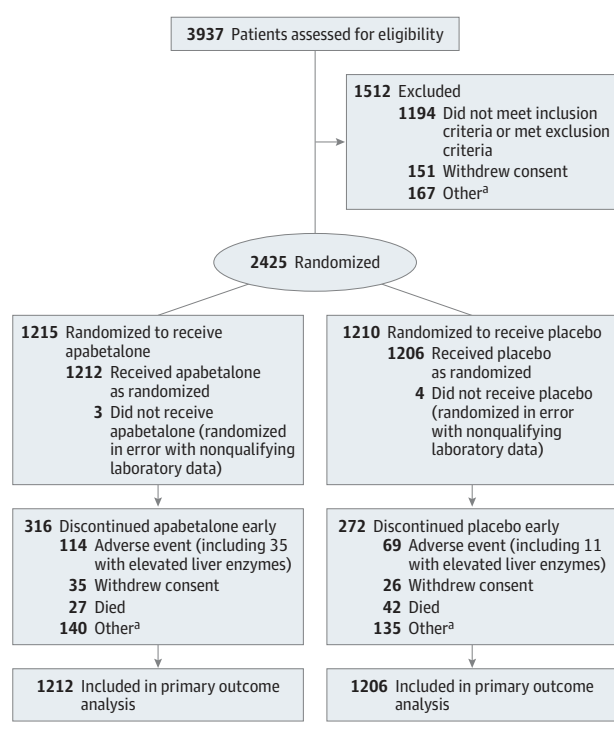 3937 Patients assessed for eligibility
1512 Excluded
1194 Did not meet inclusion
criteria or met exclusion
criteria
151 Withdrew consent
167 Otherᵃ
2425 Randomized
1215 Randomized to receive
apabetalone
1212 Received apabetalone
as randomized
3 Did not receive
apabetalone (randomized
in error with nonqualifying
laboratory data)
1210 Randomized to receive placebo
1206 Received placebo
as randomized
4 Did not receive placebo
(randomized in error
with nonqualifying
laboratory data)
316 Discontinued apabetalone early
114 Adverse event (including 35
with elevated liver enzymes)
35 Withdrew consent
27 Died
140 Otherᵃ
272 Discontinued placebo early
69 Adverse event (including 11
with elevated liver enzymes)
26 Withdrew consent
42 Died
135 Otherᵃ
1212 Included in primary outcome
analysis
1206 Included in primary outcome
analysis